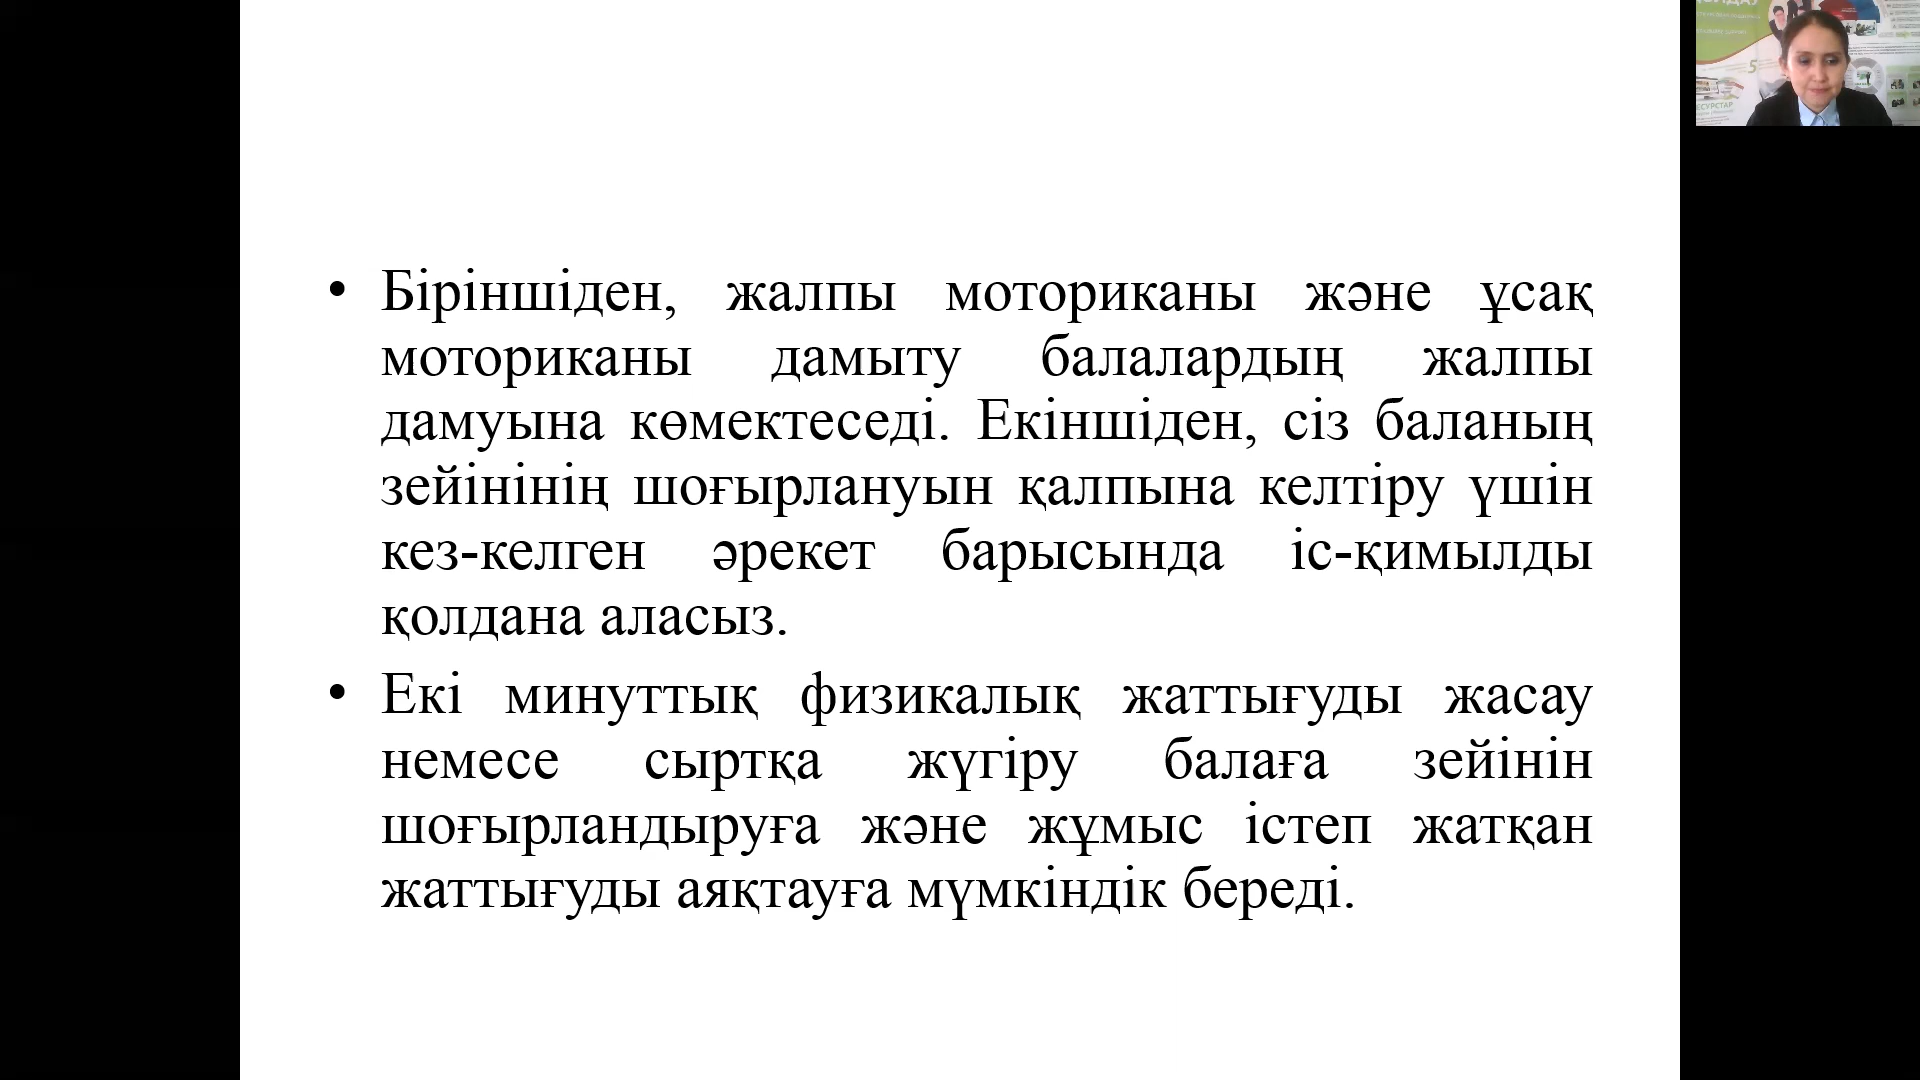 • Біріншіден, жалпы моториканы және ұсақ
моториканы дамыту балалардың жалпы
дамуына көмектеседі. Екіншіден, сіз баланың
зейінінің шоғырлануын қалпына келтіру үшін
кез-келген әрекет барысында іс-қимылды
қолдана аласыз.
• Екі минуттық физикалық жаттығуды жасау
немесе сыртқа жүгіру балаға зейінін
шоғырландыруға және жұмыс істеп жатқан
жаттығуды аяқтауға мүмкіндік береді.
5